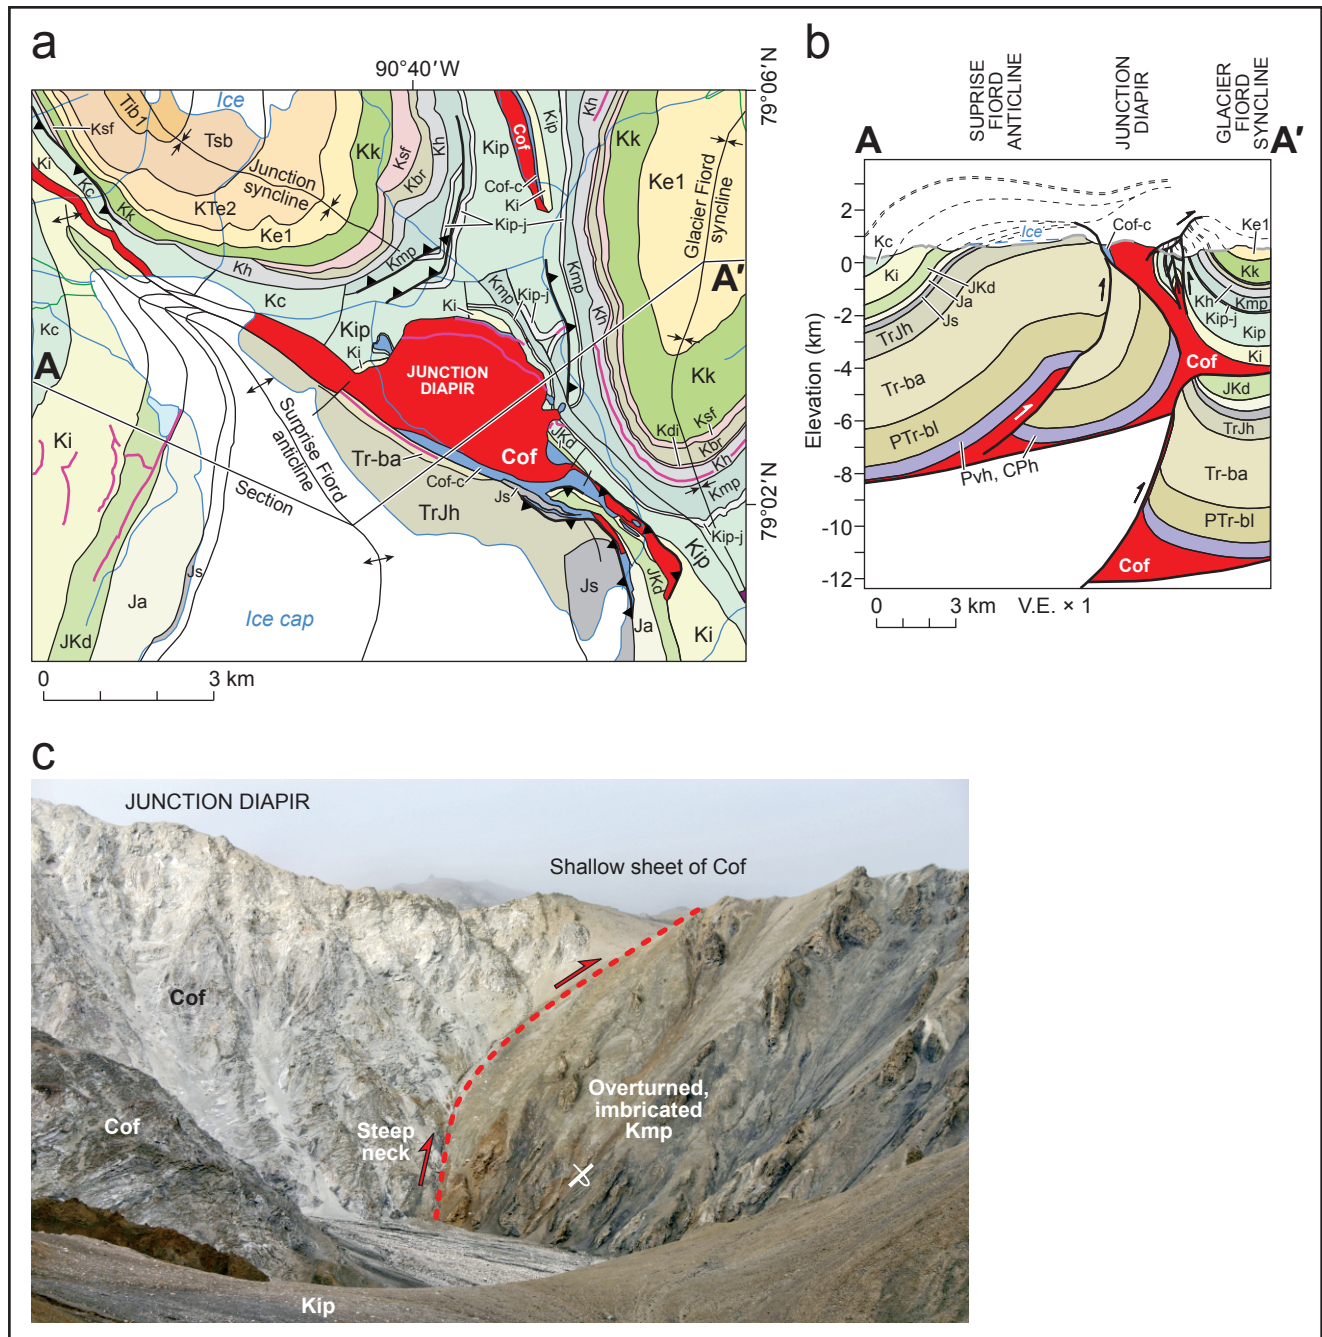 a
90°40′W
79°06′N
Ice
Tib1
Tsb
Ksf
Ki
Kc
Kk
Junction
syncline
KTe2
Ke1
Kk
Ksf
Kbr
Kh
Kmp
Kh
Kc
Kip
Cof
Kip
Cof-c
Ki
Kip-j
Kh
Kk
Ke1
Glacier Fiord
syncline
A′
Kmp
Kip-j
Kmp
Kh
Ki
Kip
Ki
Kc
A
JUNCTION
DIAPIR
Kk
Surprise Fiord
anticline
Cof
JKd
Kdi
Ksf
Kbr
Kh
Kmp
Tr-ba
Cof-c
Js
TrJh
Section
Ki
Kip-j
Kip
79°02′N
Js
Ja
JKd
Ice cap
Js
JKd
Ja
Ki
0 3 km
b
SUPRISE
FIORD
ANTICLINE
JUNCTION
DIAPIR
GLACIER
FIORD
SYNCLINE
A
A′
Elevation (km)
2
0
-2
-4
-6
-8
-10
-12
Kc
Ice
Cof-c
Ke1
Ki
JKd
Ja
Js
TrJh
Tr-ba
PTr-bl
Pvh, CPh
Kk
Kh
Kmp
Kip-j
Kip
Ki
Cof
JKd
TrJh
Tr-ba
PTr-bl
Cof
0 3 km V.E. × 1
c
JUNCTION DIAPIR
Shallow sheet of Cof
Cof
Cof
Steep
neck
Overturned,
imbricated
Kmp
Kip